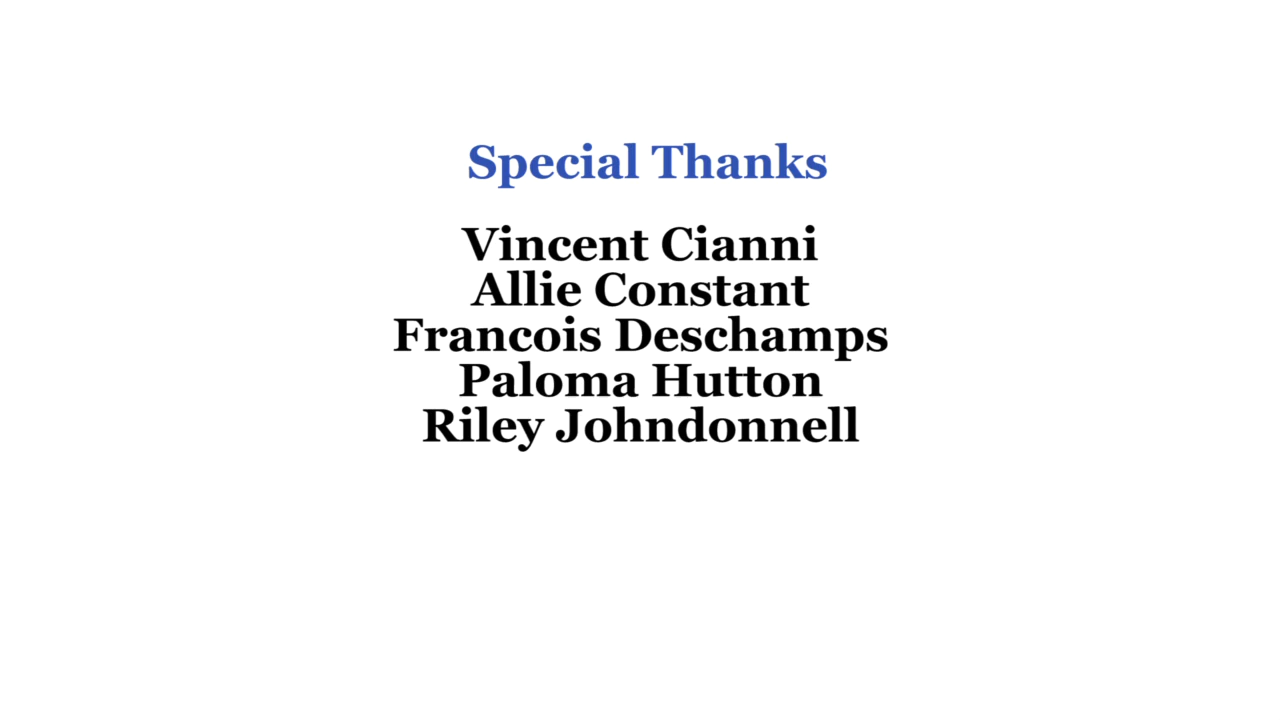 Special Thanks
Vincent Cianni
Allie Constant
Francois Deschamps
Paloma Hutton
Riley Johndonnell